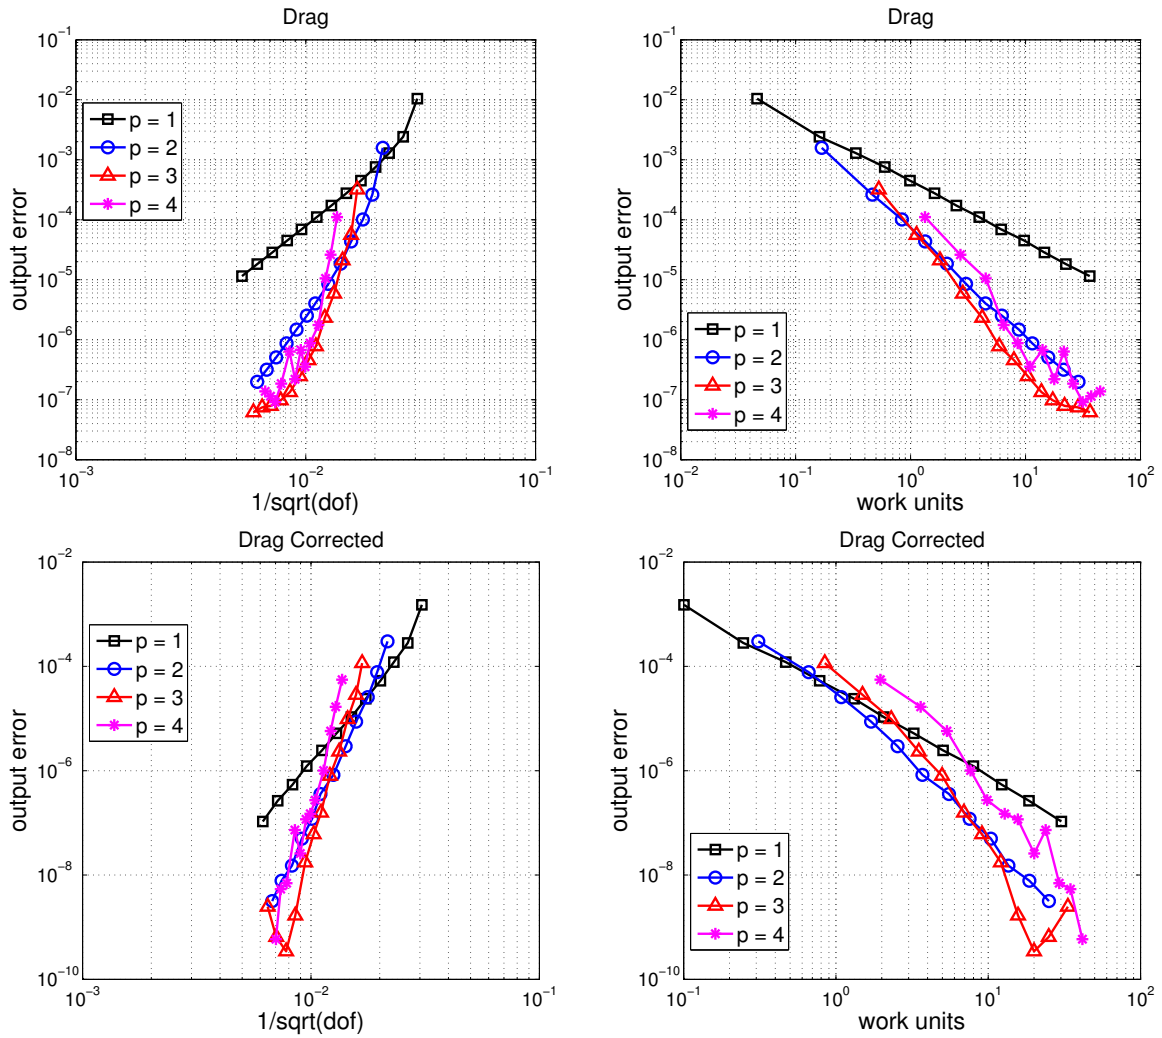 Drag
10^-1
10^-2
10^-3
10^-4
10^-5
10^-6
10^-7
10^-8
output error
p = 1
p = 2
p = 3
p = 4
10^-3
10^-2
10^-1
1/sqrt(dof)
Drag
10^-1
10^-2
10^-3
10^-4
10^-5
10^-6
10^-7
10^-8
output error
p = 1
p = 2
p = 3
p = 4
10^-2
10^-1
10^0
10^1
10^2
work units
Drag Corrected
10^-2
10^-4
10^-6
10^-8
10^-10
output error
p = 1
p = 2
p = 3
p = 4
10^-3
10^-2
10^-1
1/sqrt(dof)
Drag Corrected
10^-2
10^-4
10^-6
10^-8
10^-10
output error
p = 1
p = 2
p = 3
p = 4
10^-1
10^0
10^1
10^2
work units